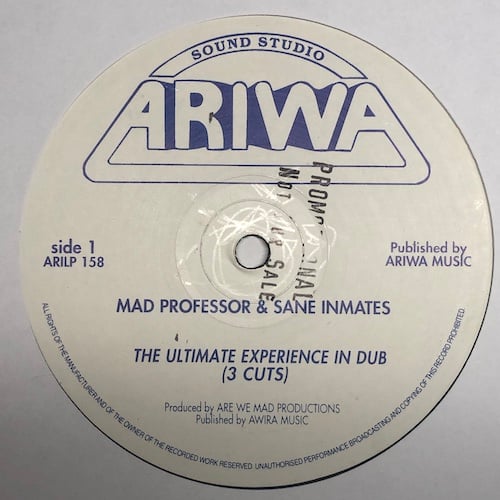 SOUND STUDIO
ARIWA
side 1
ARILP 158
Published by
ARIWA MUSIC
PROMOTIONAL
NOT FOR SALE
MAD PROFESSOR & SANE INMATES
THE ULTIMATE EXPERIENCE IN DUB
(3 CUTS)
Produced by ARE WE MAD PRODUCTIONS
Published by AWIRA MUSIC
ALL RIGHTS OF THE MANUFACTURER AND OF THE OWNER OF THE RECORDED WORK RESERVED. UNAUTHORISED PERFORMANCE BROADCASTING AND COPYING OF THIS RECORD PROHIBITED.